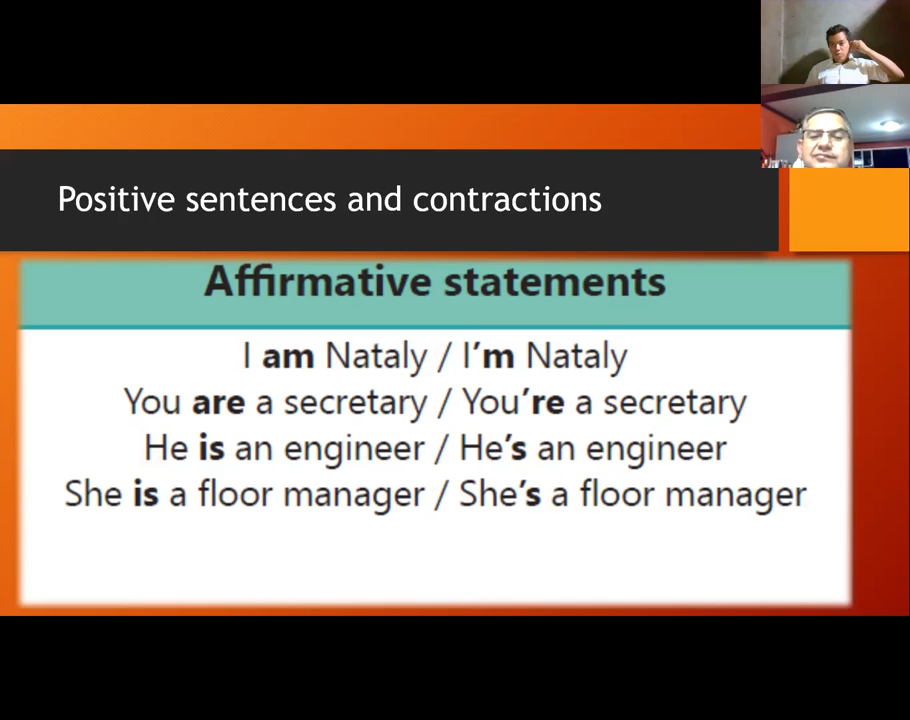 Positive sentences and contractions
Affirmative statements
I am Nataly / I'm Nataly
You are a secretary / You're a secretary
He is an engineer / He's an engineer
She is a floor manager / She's a floor manager